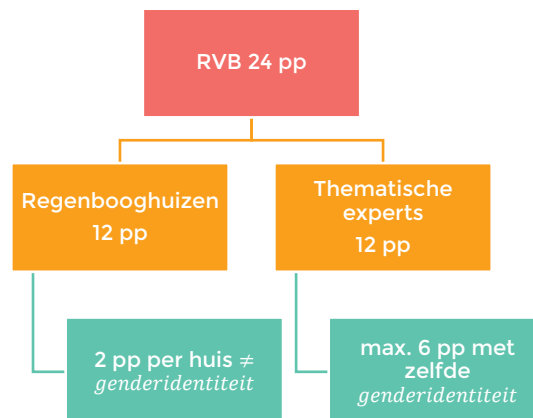 RVB 24 pp
Regenbooghuizen
12 pp
Thematische
experts
12 pp
2 pp per huis ≠
genderidentiteit
max. 6 pp met
zelfde
genderidentiteit